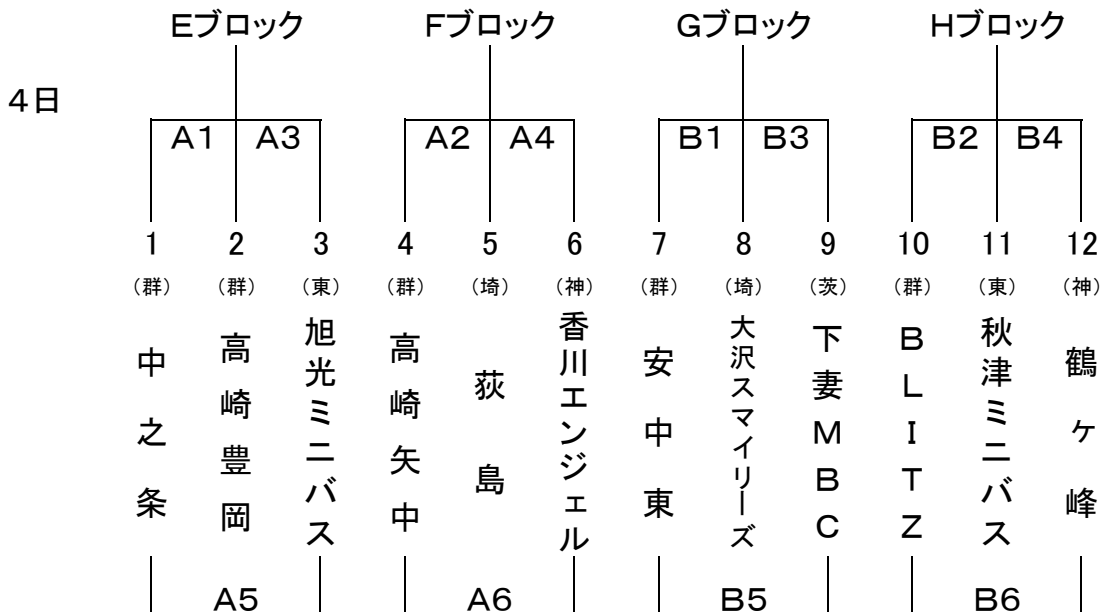 Eブロック Fブロック Gブロック Hブロック
4日
A1 A3 A2 A4 B1 B3 B2 B4
1 2 3 4 5 6 7 8 9 10 11 12
（群） （群） （東） （群） （埼） （神） （群） （埼） （茨） （群） （東） （神）
中之条
高崎豊岡
旭光ミニバス
高崎矢中
荻島
香川エンジェル
安中東
大沢スマイリーズ
下妻MBC
BLITZ
秋津ミニバス
鶴ヶ峰
A5 A6 B5 B6